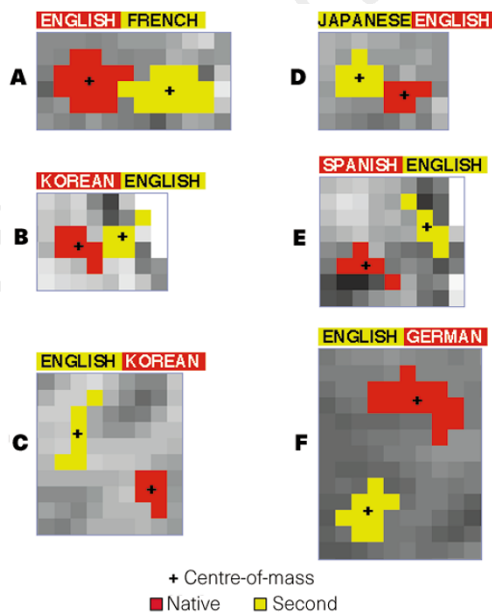 ENGLISH FRENCH
A
KOREAN ENGLISH
B
ENGLISH KOREAN
C
JAPANESE ENGLISH
D
SPANISH ENGLISH
E
ENGLISH GERMAN
F
+ Centre-of-mass
Native Second